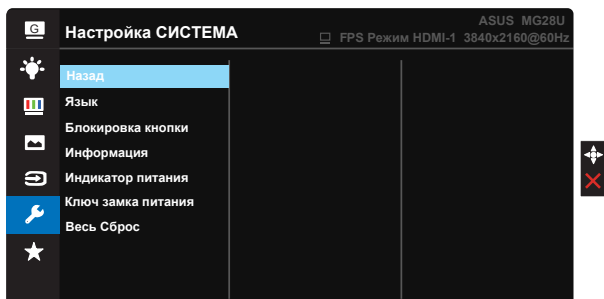 G
Настройка СИСТЕМА
ASUS MG28U
FPS Режим HDMI-1 3840x2160@60Hz
Назад
Язык
Блокировка кнопки
Информация
Индикатор питания
Ключ замка питания
Весь Сброс